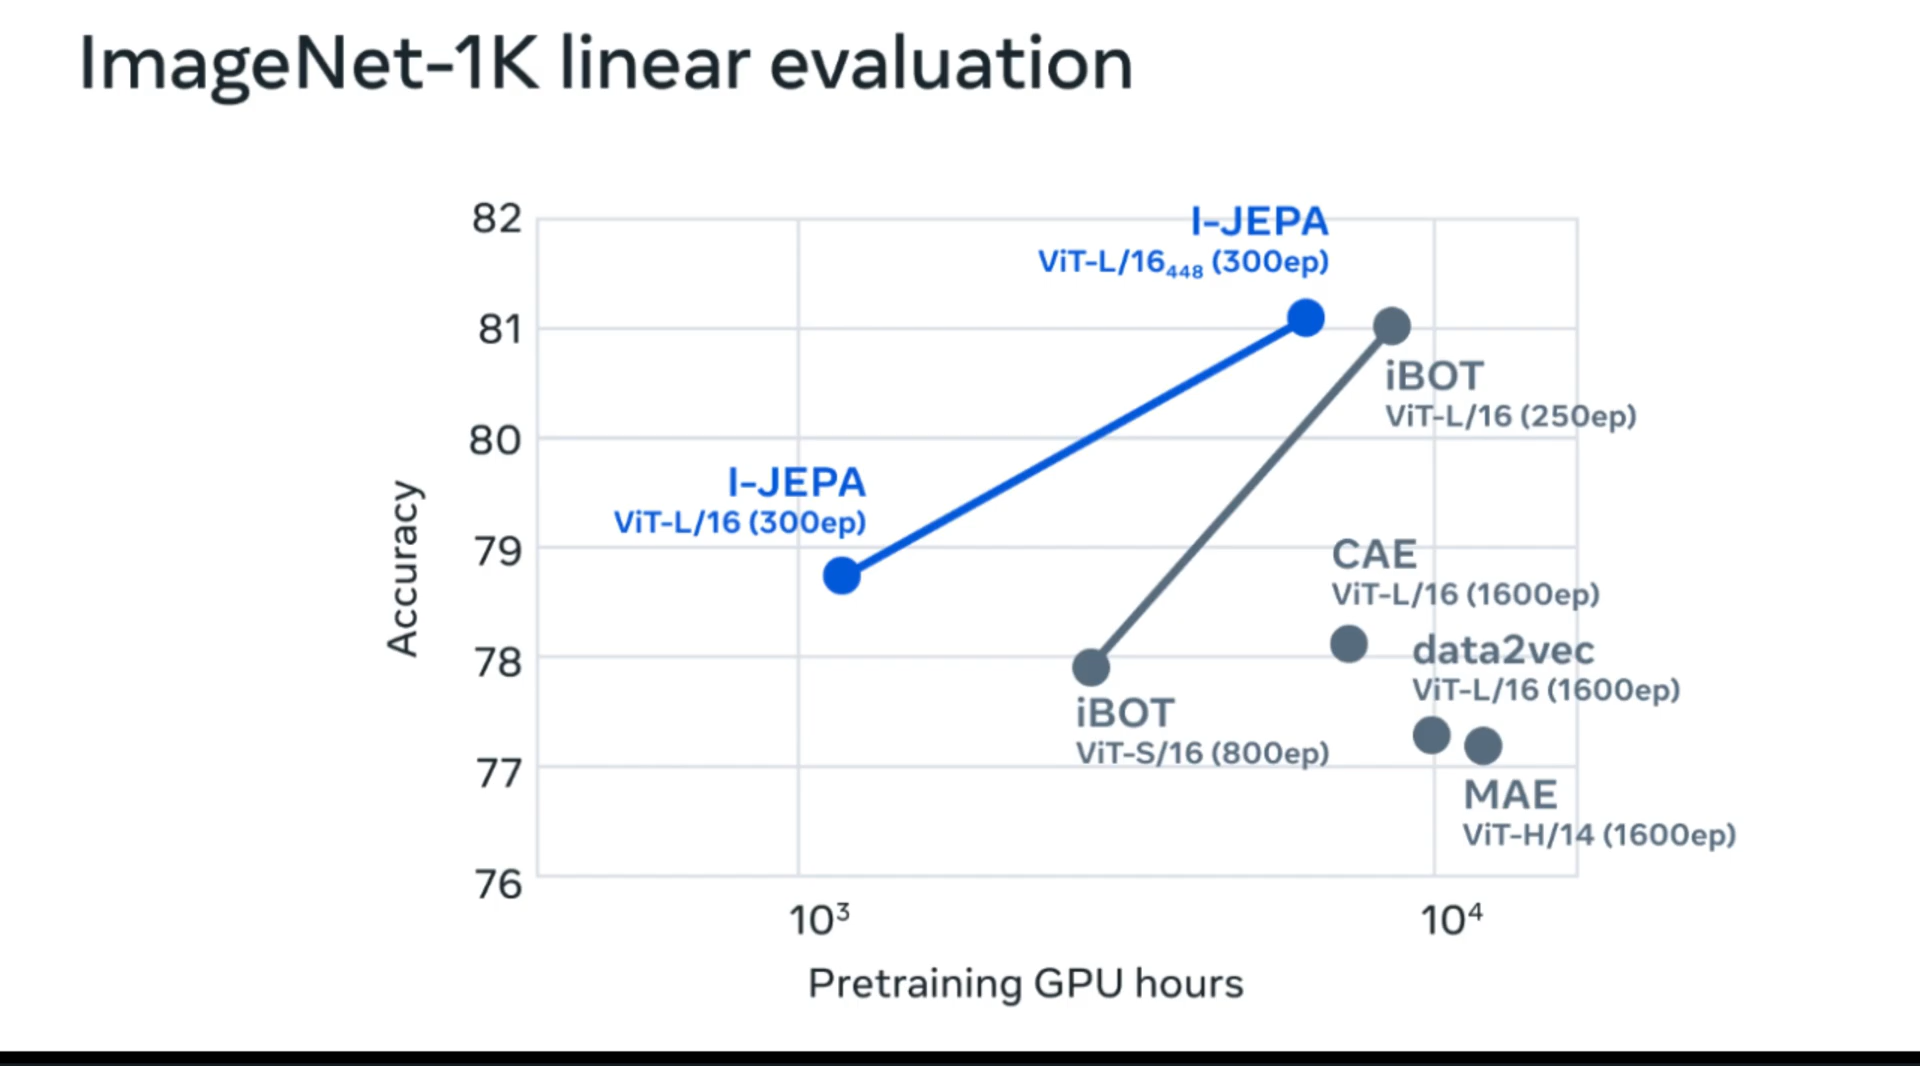 ImageNet-1K linear evaluation
82
I-JEPA
ViT-L/16₄₄₈ (300ep)
81
iBOT
ViT-L/16 (250ep)
80
I-JEPA
ViT-L/16 (300ep)
79
CAE
ViT-L/16 (1600ep)
78
data2vec
ViT-L/16 (1600ep)
iBOT
ViT-S/16 (800ep)
77
MAE
ViT-H/14 (1600ep)
76
Accuracy
10³ 10⁴
Pretraining GPU hours